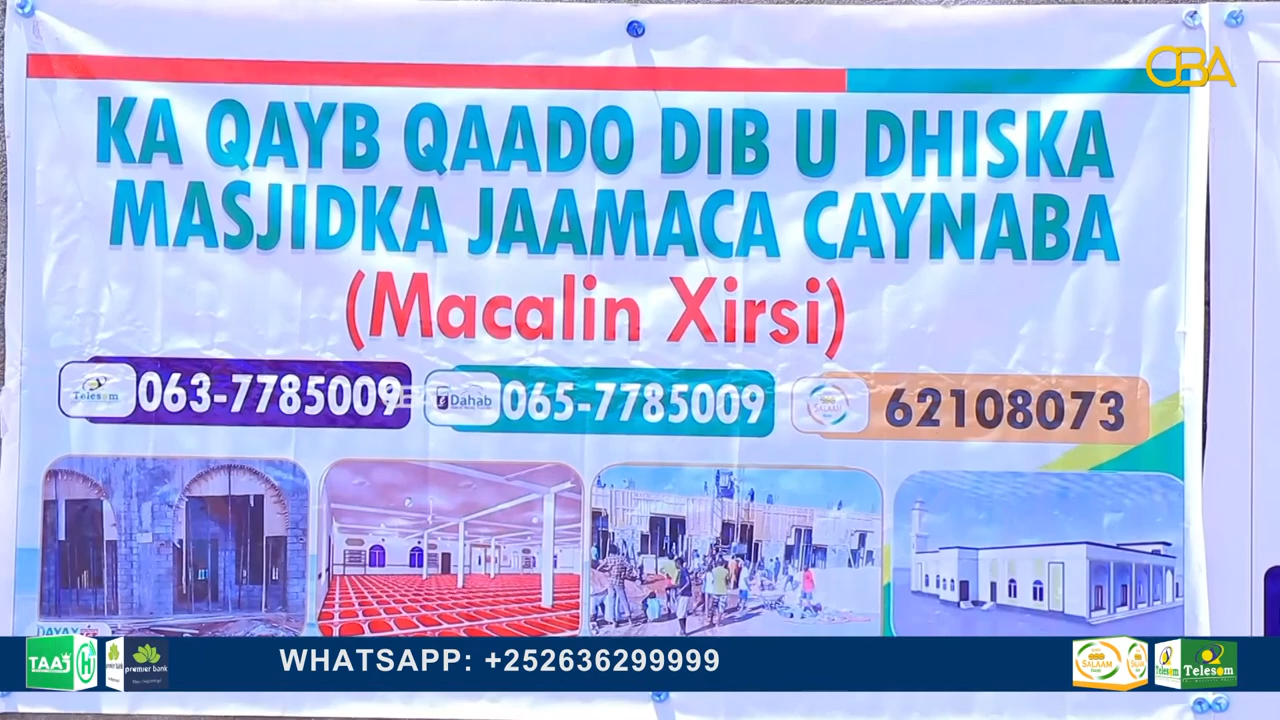 CBA
KA QAYB QAADO DIB U DHISKA
MASJIDKA JAAMACA CAYNABA
(Macalin Xirsi)
Telesom 063-7785009
Dahab 065-7785009
SALAAM 62108073
WHATSAPP: +252636299999
TAAJ
premier bank
SALAAM
Telesom